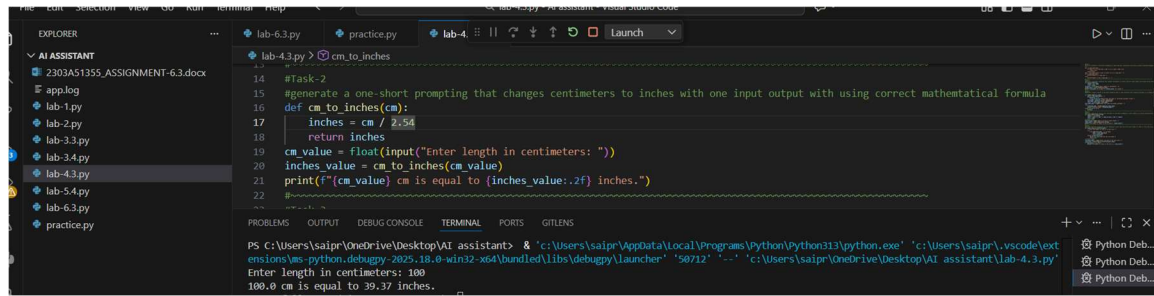 File Edit Selection View Go Run Terminal Help
lab-4.3.py - AI assistant - Visual Studio Code
EXPLORER ···
AI ASSISTANT
2303A51355_ASSIGNMENT-6.3.docx
app.log
lab-1.py
lab-2.py
lab-3.3.py
lab-3.4.py
lab-4.3.py
lab-5.4.py
lab-6.3.py
practice.py
lab-6.3.py practice.py lab-4. Launch
lab-4.3.py > cm_to_inches
14 #Task-2
15 #generate a one-short prompting that changes centimeters to inches with one input output with using correct mathemtatical formula
16 def cm_to_inches(cm):
17 inches = cm / 2.54
18 return inches
19 cm_value = float(input("Enter length in centimeters: "))
20 inches_value = cm_to_inches(cm_value)
21 print(f"{cm_value} cm is equal to {inches_value:.2f} inches.")
22
PROBLEMS OUTPUT DEBUG CONSOLE TERMINAL PORTS GITLENS
PS C:\Users\saipr\OneDrive\Desktop\AI assistant> & 'c:\Users\saipr\AppData\Local\Programs\Python\Python313\python.exe' 'c:\Users\saipr\.vscode\ext
ensions\ms-python.debugpy-2025.18.0-win32-x64\bundled\libs\debugpy\launcher' '50712' '--' 'c:\Users\saipr\OneDrive\Desktop\AI assistant\lab-4.3.py'
Enter length in centimeters: 100
100.0 cm is equal to 39.37 inches.
Python Deb...
Python Deb...
Python Deb...